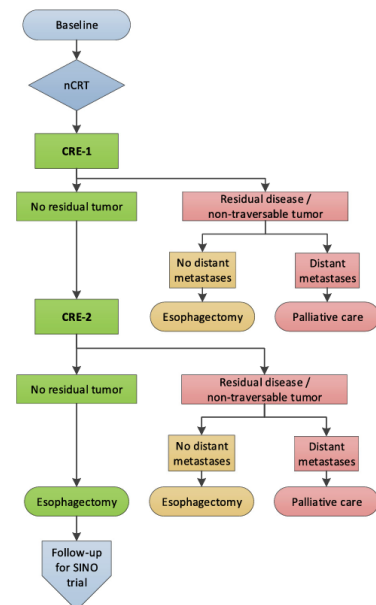 Baseline
nCRT
CRE-1
No residual tumor
Residual disease /
non-traversable tumor
No distant
metastases
Distant
metastases
Esophagectomy
Palliative care
CRE-2
No residual tumor
Residual disease /
non-traversable tumor
No distant
metastases
Distant
metastases
Esophagectomy
Esophagectomy
Palliative care
Follow-up
for SINO
trial